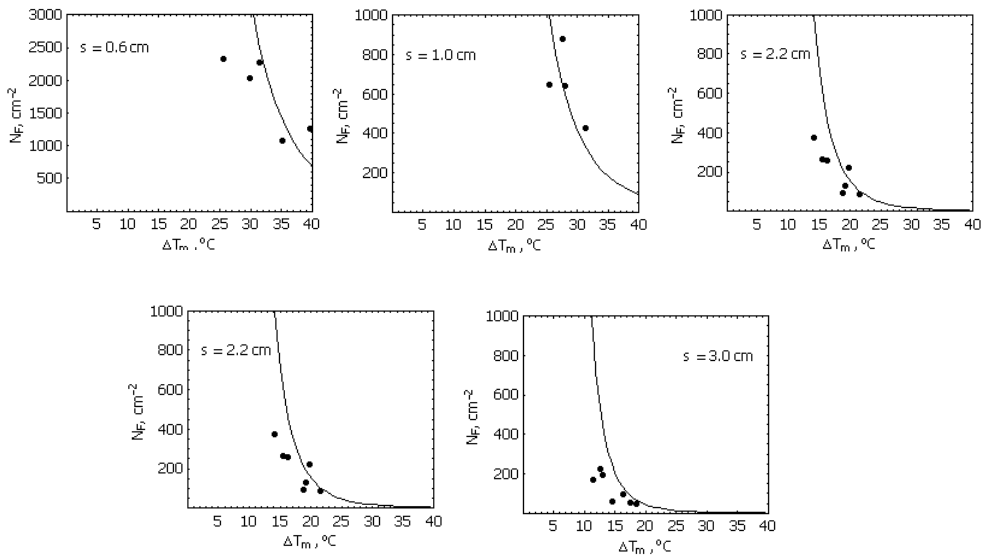 3000
2500
2000
1500
1000
500
N_F, cm⁻²
s = 0.6 cm
5 10 15 20 25 30 35 40
ΔT_m , °C
1000
800
600
400
200
N_F, cm⁻²
s = 1.0 cm
5 10 15 20 25 30 35 40
ΔT_m , °C
1000
800
600
400
200
N_F, cm⁻²
s = 2.2 cm
5 10 15 20 25 30 35 40
ΔT_m , °C
1000
800
600
400
200
N_F, cm⁻²
s = 2.2 cm
5 10 15 20 25 30 35 40
ΔT_m , °C
1000
800
600
400
200
N_F, cm⁻²
s = 3.0 cm
5 10 15 20 25 30 35 40
ΔT_m , °C